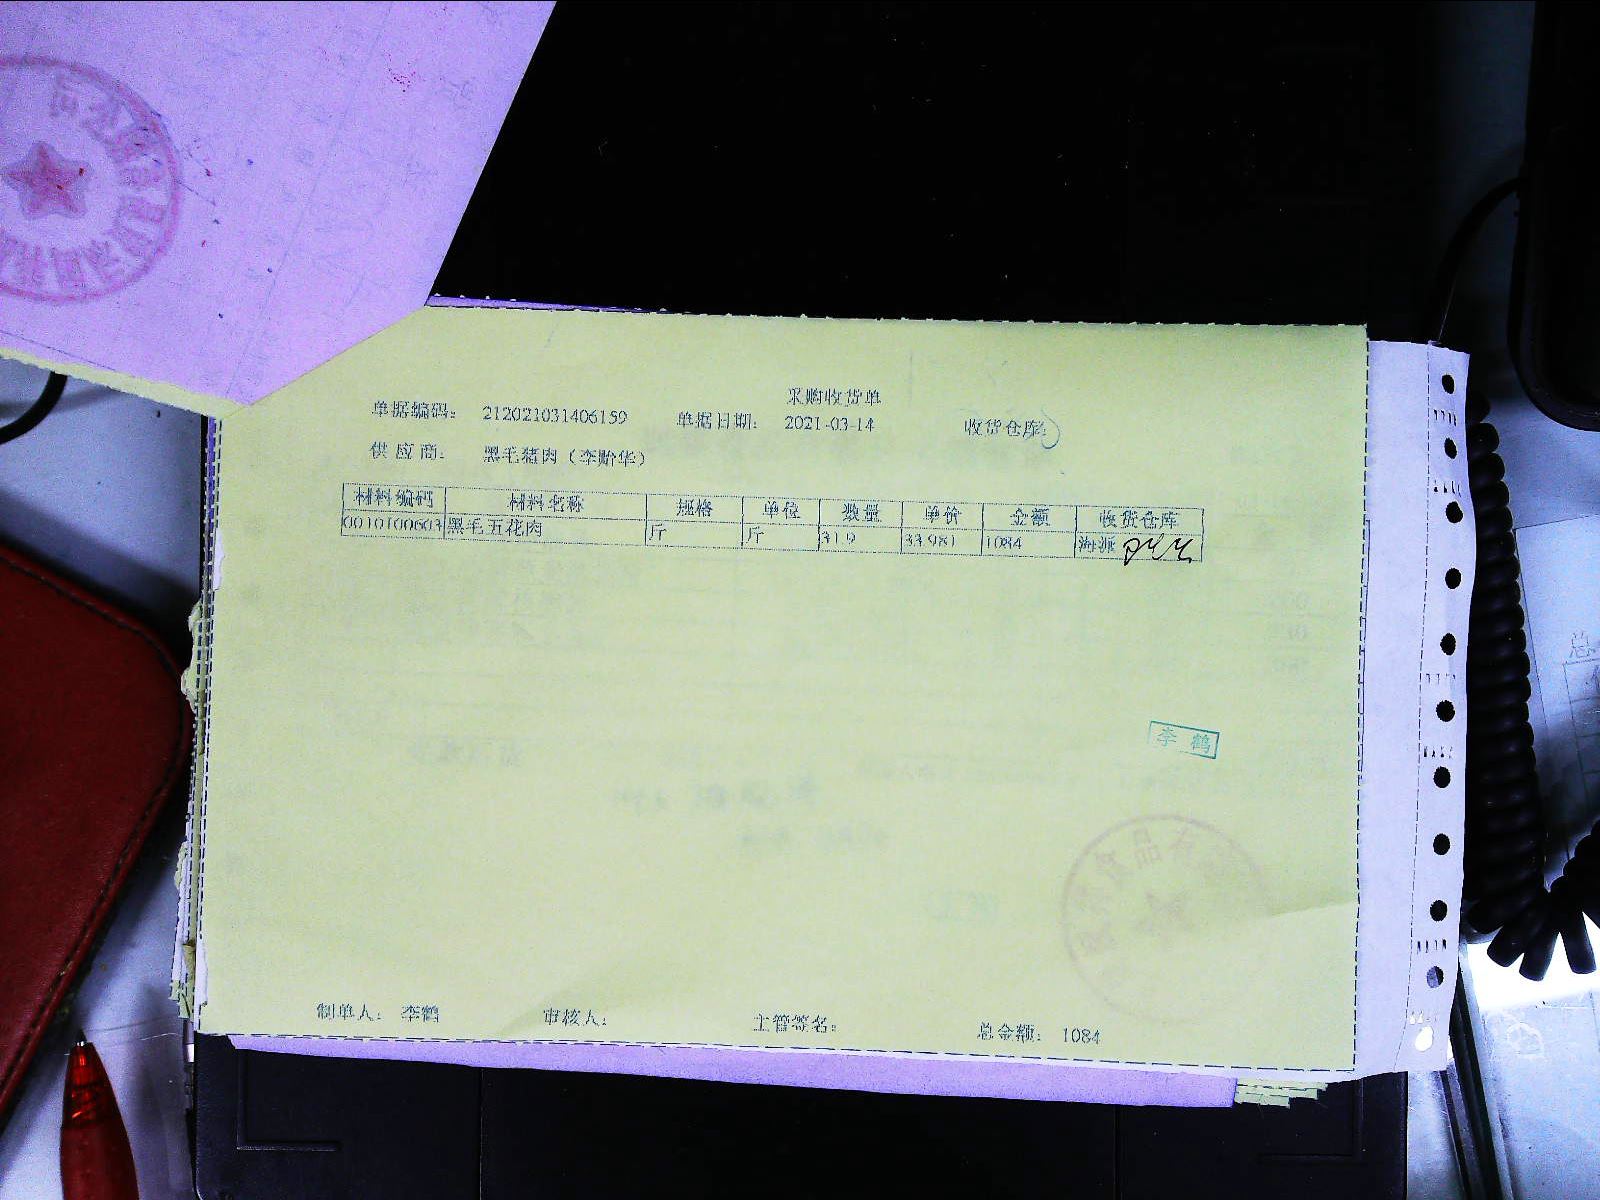 采购收货单
单据编码: 212021031406159 单据日期: 2021-03-14 收货仓库:
供应商: 黑毛猪肉（李贻华）
材料编码 材料名称 规格 单位 数量 单价 金额 收货仓库
0010100603 黑毛五花肉 斤 斤 31.9 33.981 1084 海派
李鹤
制单人: 李鹤 审核人: 主管签名: 总金额: 1084